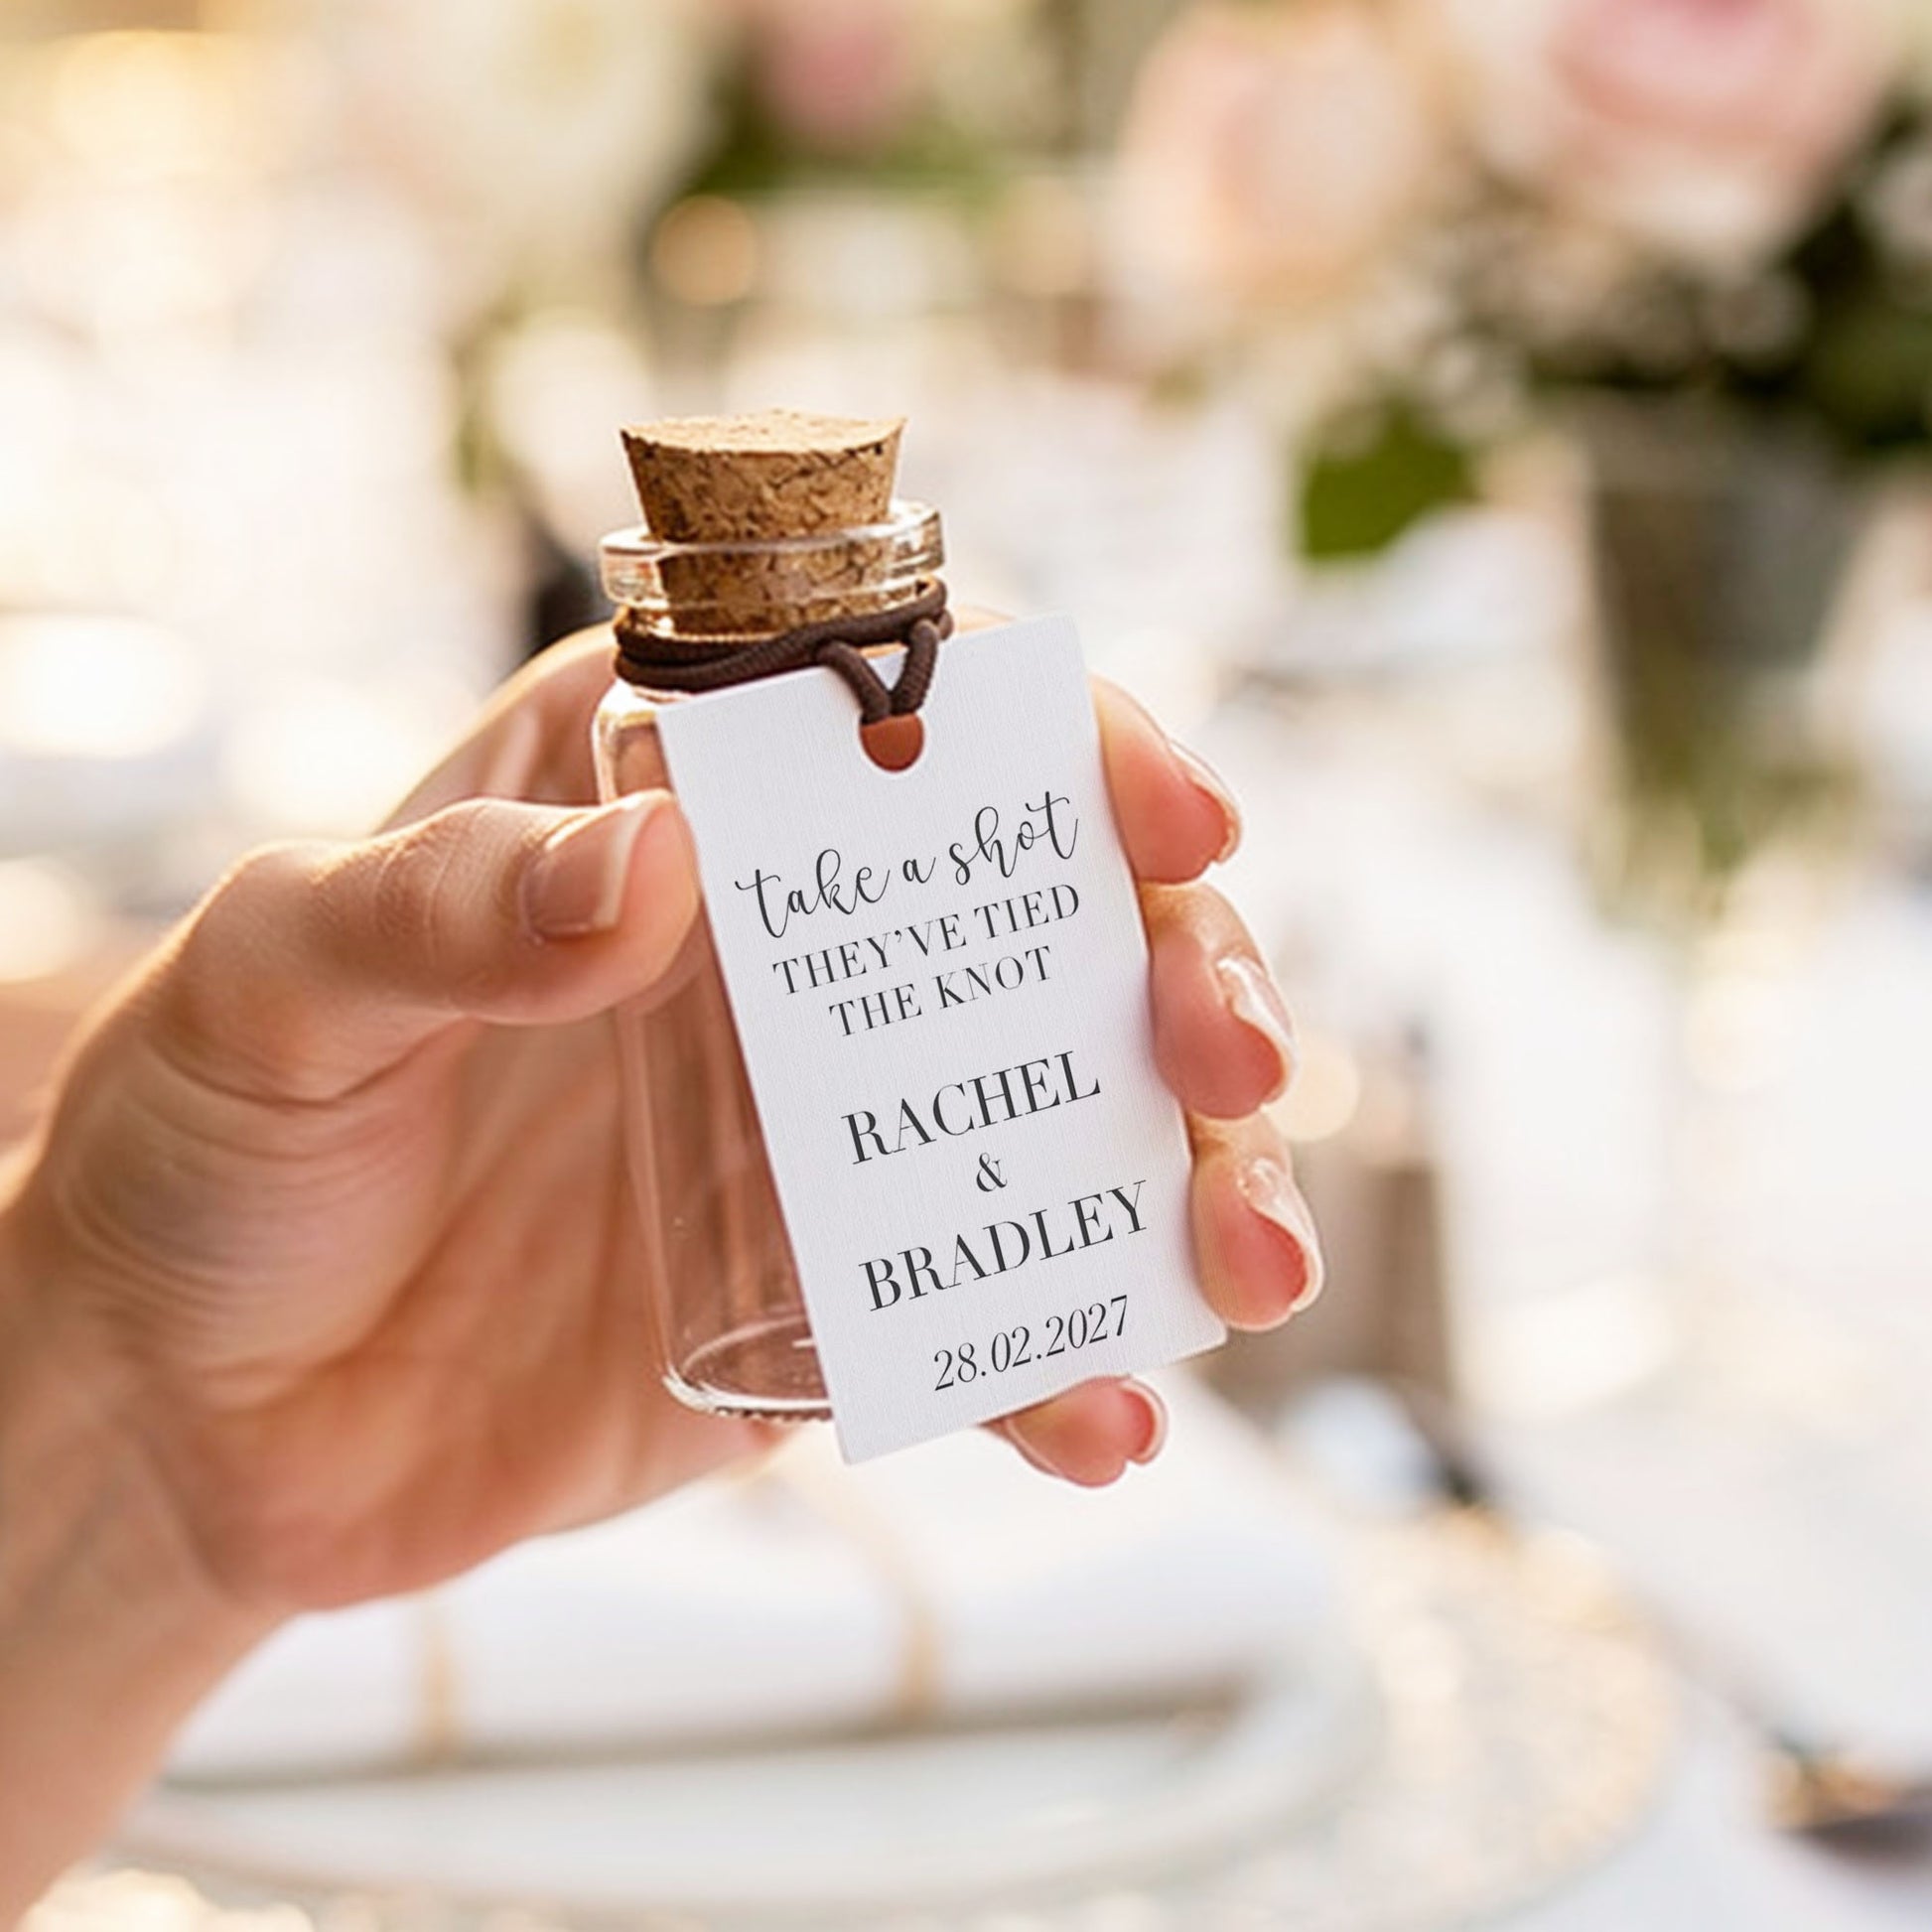 take a shot
THEY'VE TIED
THE KNOT
RACHEL
&
BRADLEY
28.02.2027